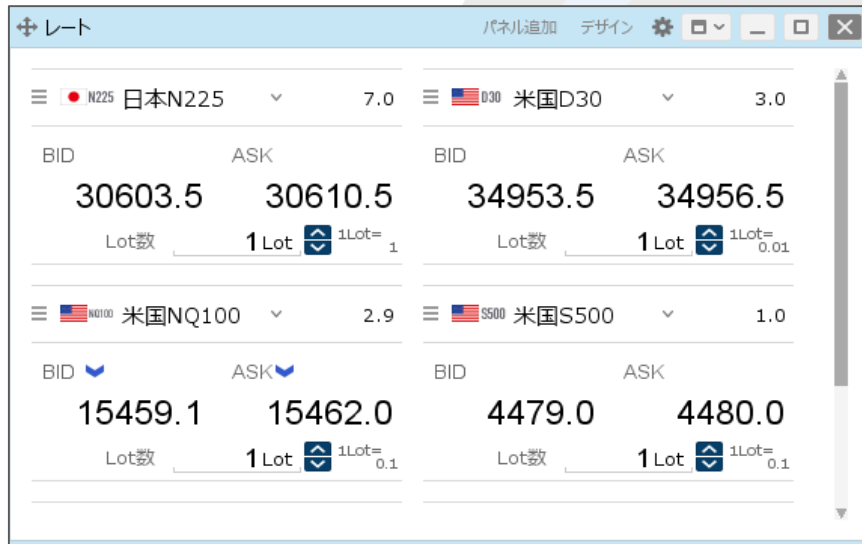 レート パネル追加 デザイン
N225 日本N225 7.0
D30 米国D30 3.0
BID ASK
30603.5 30610.5
Lot数 1 Lot 1Lot= 1
BID ASK
34953.5 34956.5
Lot数 1 Lot 1Lot= 0.01
NQ100 米国NQ100 2.9
S500 米国S500 1.0
BID ASK
15459.1 15462.0
Lot数 1 Lot 1Lot= 0.1
BID ASK
4479.0 4480.0
Lot数 1 Lot 1Lot= 0.1